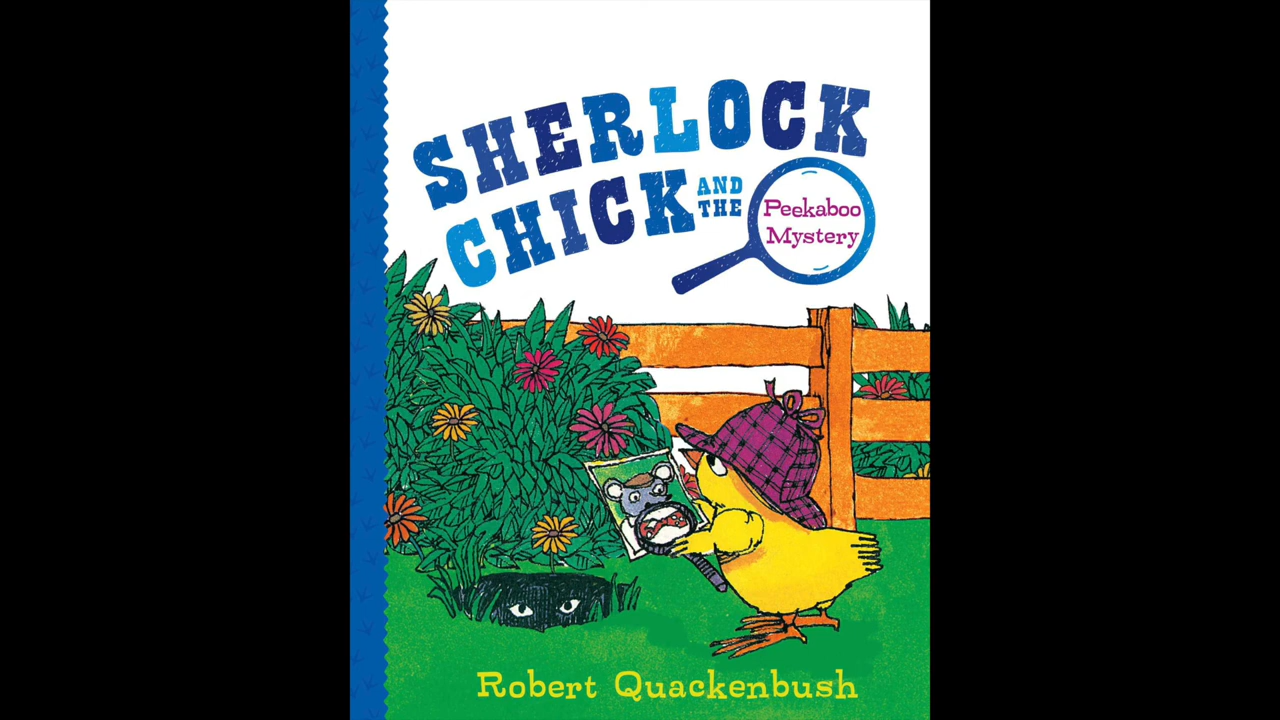 SHERLOCK
CHICK AND THE
Peekaboo
Mystery
Robert Quackenbush